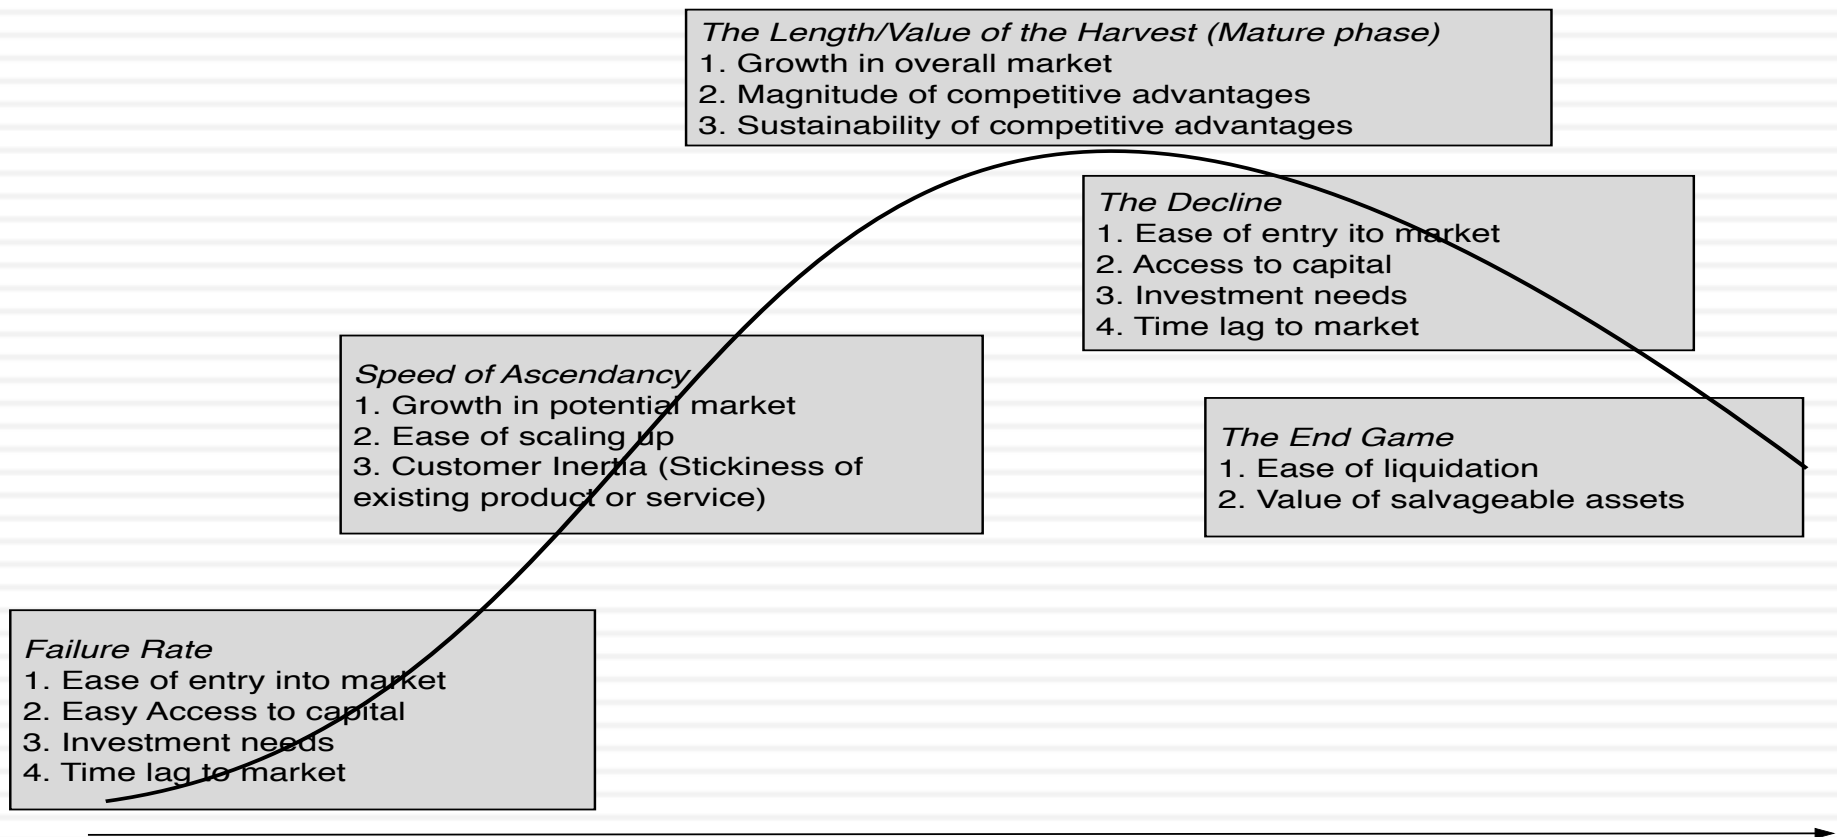 The Length/Value of the Harvest (Mature phase)
1. Growth in overall market
2. Magnitude of competitive advantages
3. Sustainability of competitive advantages
The Decline
1. Ease of entry ito market
2. Access to capital
3. Investment needs
4. Time lag to market
Speed of Ascendancy
1. Growth in potential market
2. Ease of scaling up
3. Customer Inertia (Stickiness of
existing product or service)
The End Game
1. Ease of liquidation
2. Value of salvageable assets
Failure Rate
1. Ease of entry into market
2. Easy Access to capital
3. Investment needs
4. Time lag to market